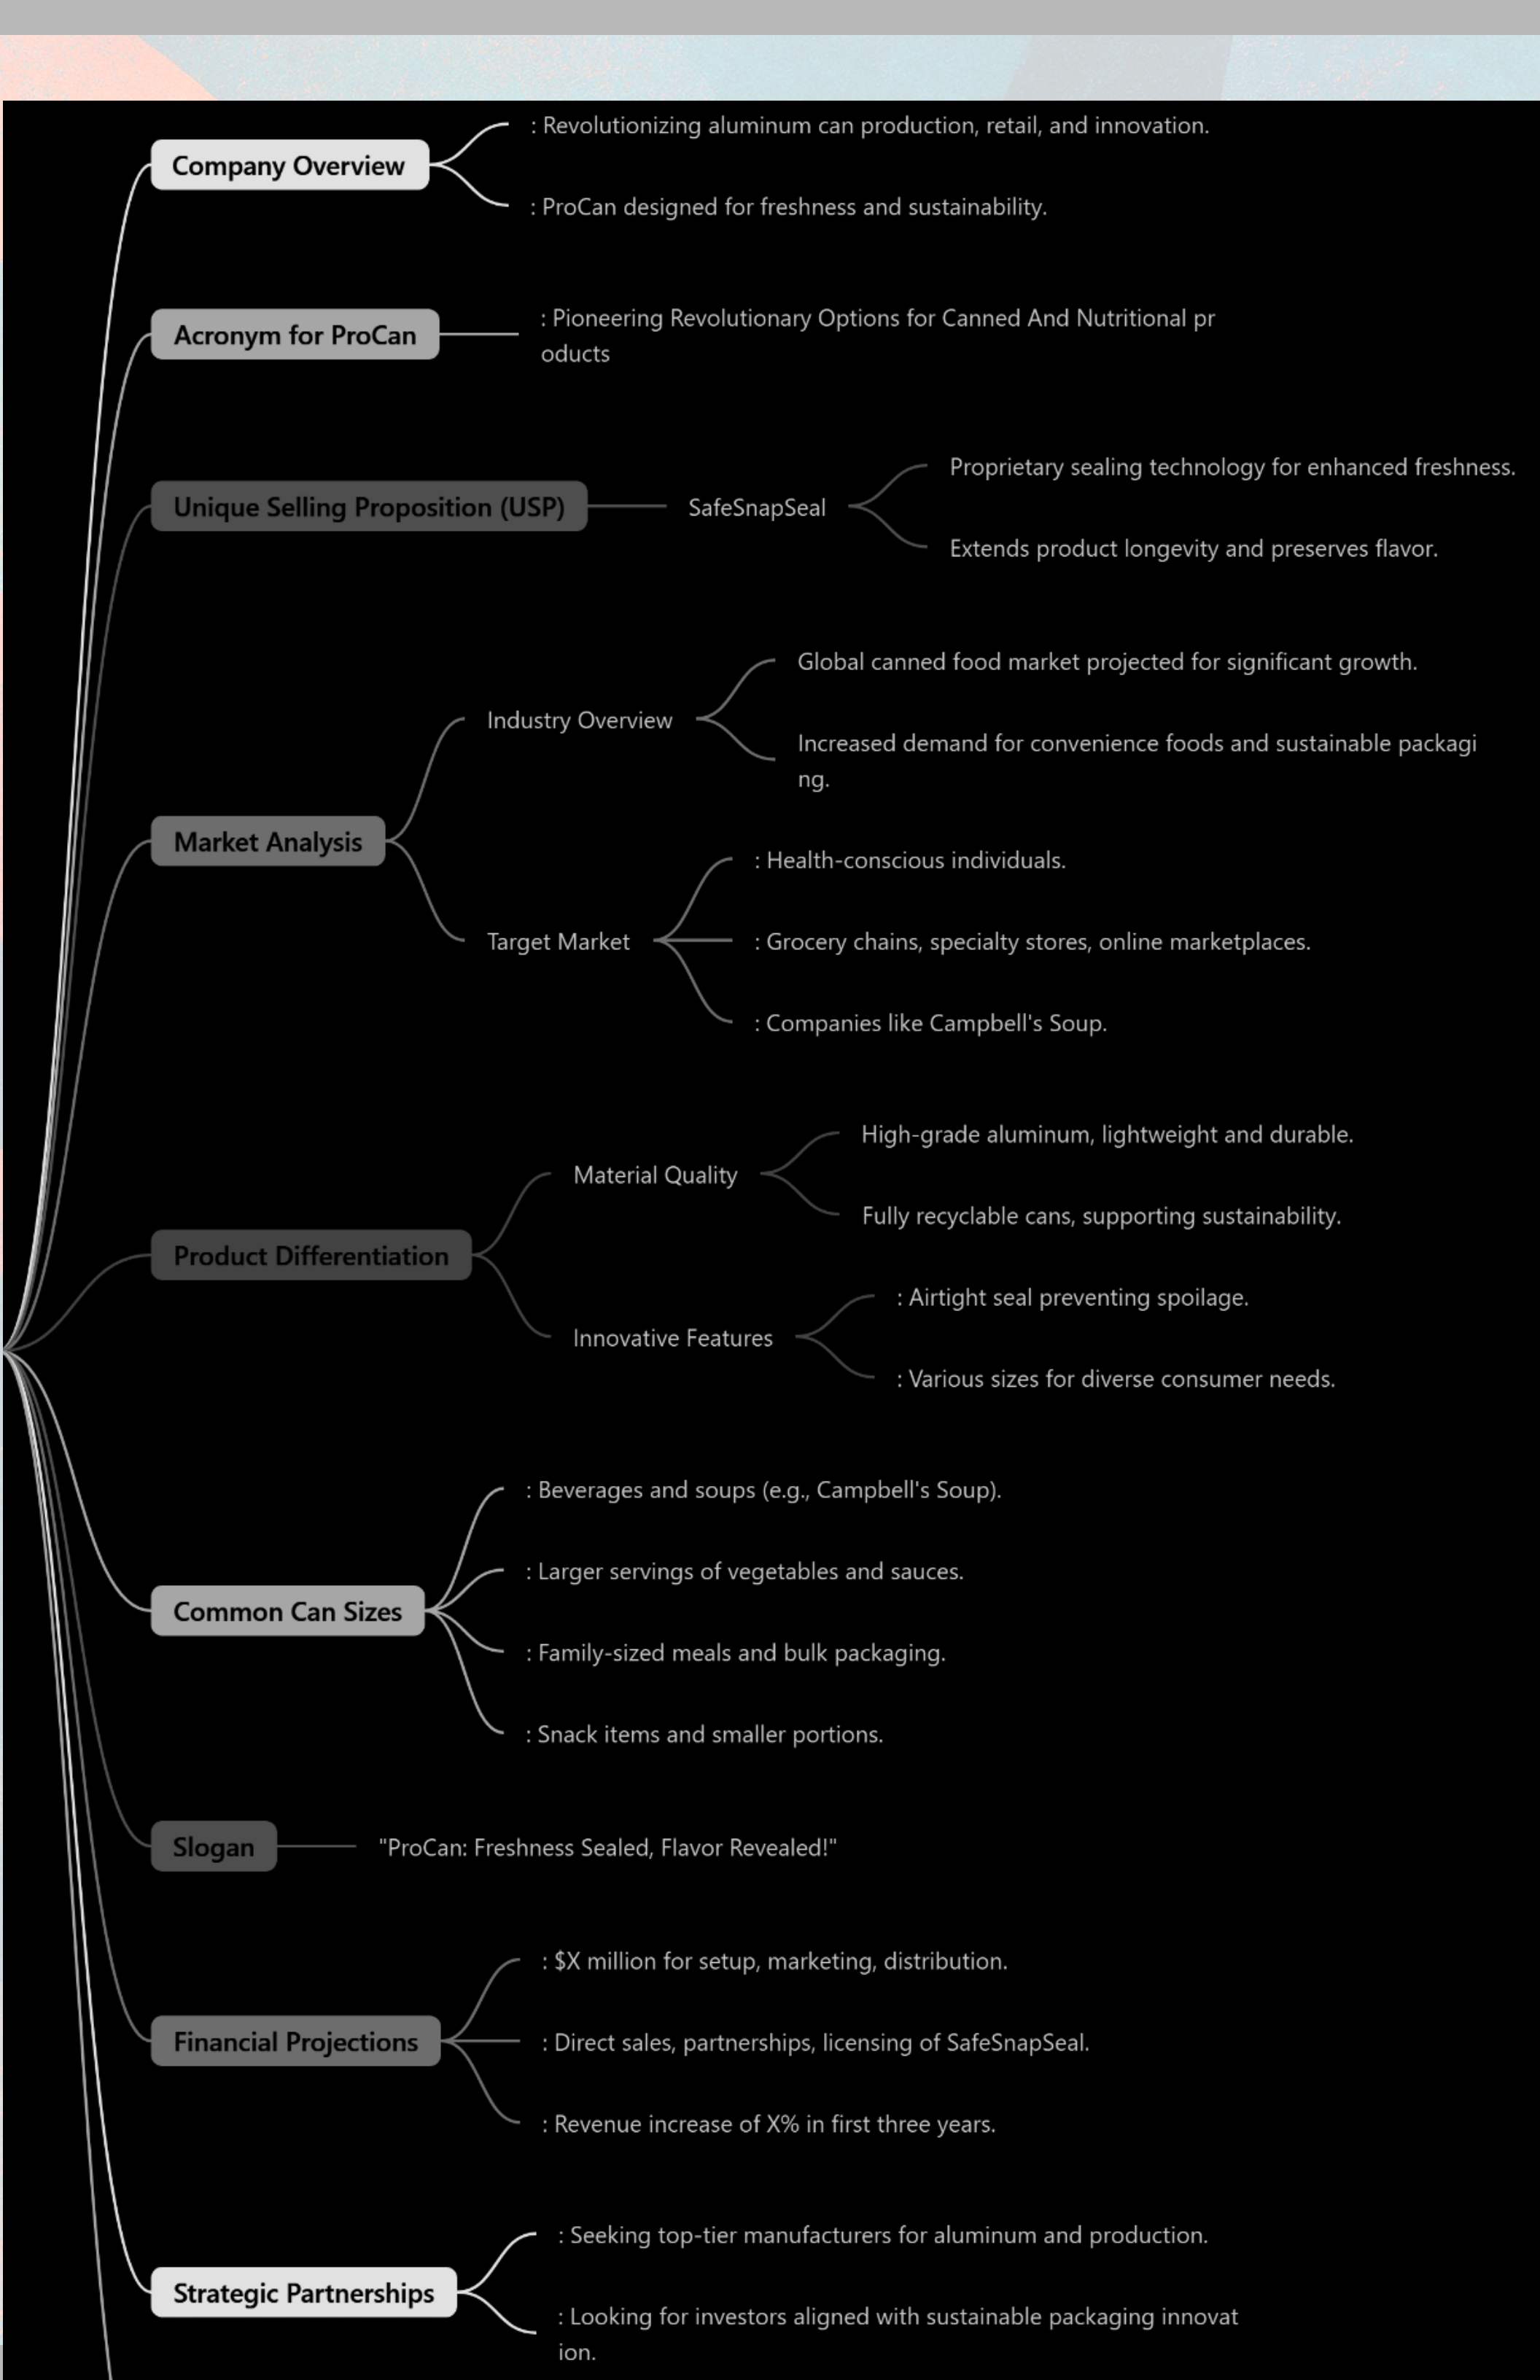 Company Overview
: Revolutionizing aluminum can production, retail, and innovation.
: ProCan designed for freshness and sustainability.
Acronym for ProCan
: Pioneering Revolutionary Options for Canned And Nutritional pr
oducts
Unique Selling Proposition (USP)
SafeSnapSeal
Proprietary sealing technology for enhanced freshness.
Extends product longevity and preserves flavor.
Market Analysis
Industry Overview
Global canned food market projected for significant growth.
Increased demand for convenience foods and sustainable packagi
ng.
Target Market
: Health-conscious individuals.
: Grocery chains, specialty stores, online marketplaces.
: Companies like Campbell's Soup.
Product Differentiation
Material Quality
High-grade aluminum, lightweight and durable.
Fully recyclable cans, supporting sustainability.
Innovative Features
: Airtight seal preventing spoilage.
: Various sizes for diverse consumer needs.
Common Can Sizes
: Beverages and soups (e.g., Campbell's Soup).
: Larger servings of vegetables and sauces.
: Family-sized meals and bulk packaging.
: Snack items and smaller portions.
Slogan
"ProCan: Freshness Sealed, Flavor Revealed!"
Financial Projections
: $X million for setup, marketing, distribution.
: Direct sales, partnerships, licensing of SafeSnapSeal.
: Revenue increase of X% in first three years.
Strategic Partnerships
: Seeking top-tier manufacturers for aluminum and production.
: Looking for investors aligned with sustainable packaging innovat
ion.